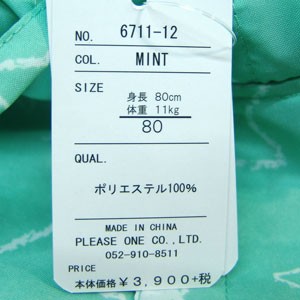 NO. 6711-12
COL. MINT
SIZE
身長 80cm
体重 11kg
80
QUAL.
ポリエステル100%
MADE IN CHINA
PLEASE ONE CO., LTD.
052-910-8511
PRICE
本体価格¥3,900+税